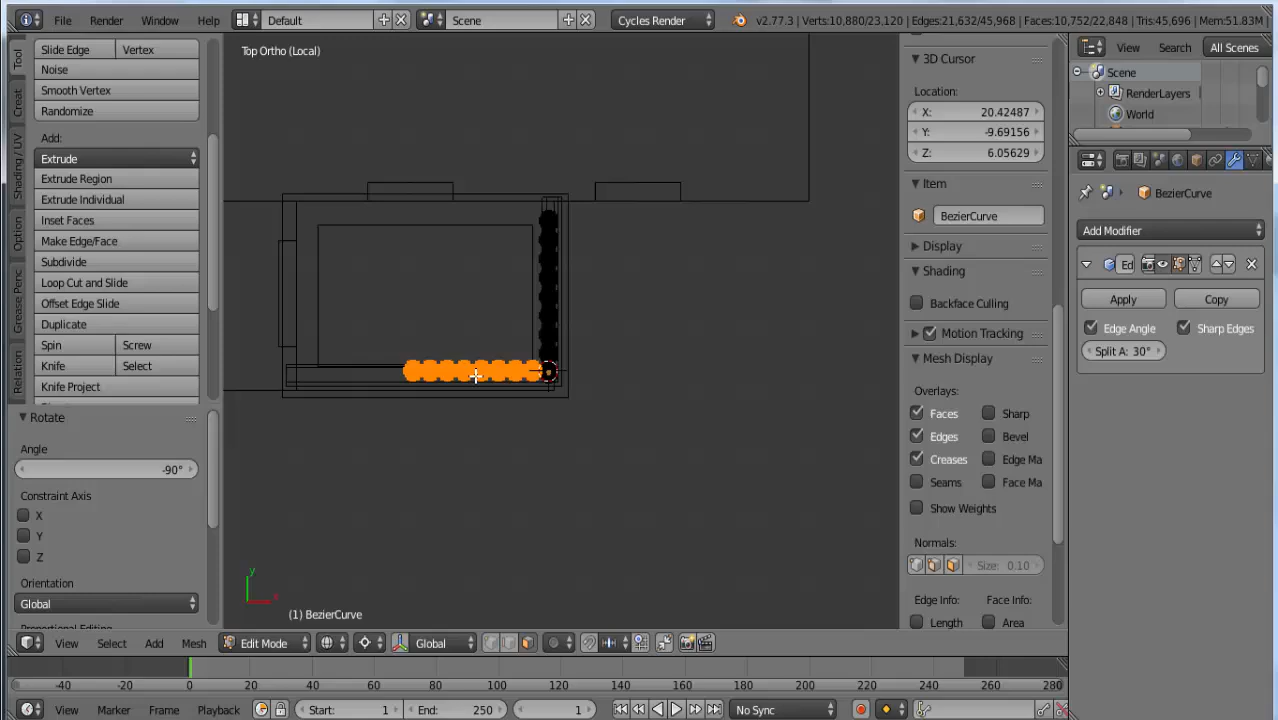 File Render Window Help Default Scene Cycles Render v2.77.3 | Verts:10,880/23,120 | Edges:21,632/45,968 | Faces:10,752/22,848 | Tris:45,696 | Mem:51.83M
Tool
Creat
Shading / UV
Option
Grease Penc
Relation
Slide Edge Vertex
Noise
Smooth Vertex
Randomize
Add:
Extrude
Extrude Region
Extrude Individual
Inset Faces
Make Edge/Face
Subdivide
Loop Cut and Slide
Offset Edge Slide
Duplicate
Spin Screw
Knife Select
Knife Project
Rotate
Angle
-90°
Constraint Axis
X
Y
Z
Orientation
Global
Top Ortho (Local)
y
x
(1) BezierCurve
3D Cursor
Location:
X: 20.42487
Y: -9.69156
Z: 6.05629
Item
BezierCurve
Display
Shading
Backface Culling
Motion Tracking
Mesh Display
Overlays:
Faces Sharp
Edges Bevel
Creases Edge Ma
Seams Face Ma
Show Weights
Normals:
Size: 0.10
Edge Info: Face Info:
Length Area
View Search All Scenes
Scene
RenderLayers
World
BezierCurve
Add Modifier
Ed
Apply Copy
Edge Angle Sharp Edges
Split A: 30°
View Select Add Mesh Edit Mode Global
-40 -20 0 20 40 60 80 100 120 140 160 180 200 220 240 260 280
View Marker Frame Playback Start: 1 End: 250 1 No Sync